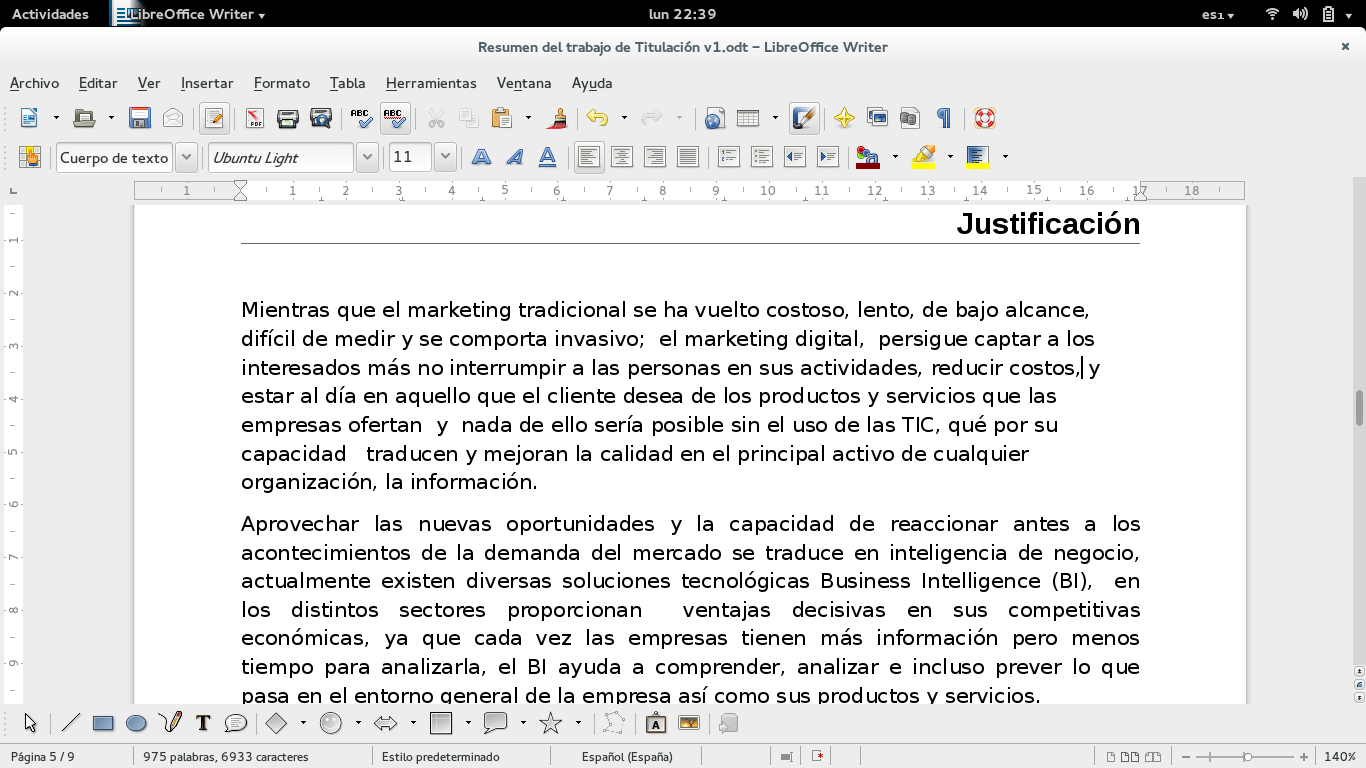 Actividades LibreOffice Writer lun 22:39 es1
Resumen del trabajo de Titulación v1.odt – LibreOffice Writer
Archivo Editar Ver Insertar Formato Tabla Herramientas Ventana Ayuda
Cuerpo de texto Ubuntu Light 11
1 1 2 3 4 5 6 7 8 9 10 11 12 13 14 15 16 17 18
Justificación
Mientras que el marketing tradicional se ha vuelto costoso, lento, de bajo alcance,
difícil de medir y se comporta invasivo;  el marketing digital,  persigue captar a los
interesados más no interrumpir a las personas en sus actividades, reducir costos, y
estar al día en aquello que el cliente desea de los productos y servicios que las
empresas ofertan  y  nada de ello sería posible sin el uso de las TIC, qué por su
capacidad   traducen y mejoran la calidad en el principal activo de cualquier
organización, la información.
Aprovechar las nuevas oportunidades y la capacidad de reaccionar antes a los
acontecimientos de la demanda del mercado se traduce en inteligencia de negocio,
actualmente existen diversas soluciones tecnológicas Business Intelligence (BI),  en
los distintos sectores proporcionan  ventajas decisivas en sus competitivas
económicas, ya que cada vez las empresas tienen más información pero menos
tiempo para analizarla, el BI ayuda a comprender, analizar e incluso prever lo que
pasa en el entorno general de la empresa así como sus productos y servicios.
1
2
3
4
5
6
7
8
9
Página 5 / 9 975 palabras, 6933 caracteres Estilo predeterminado Español (España) 140%